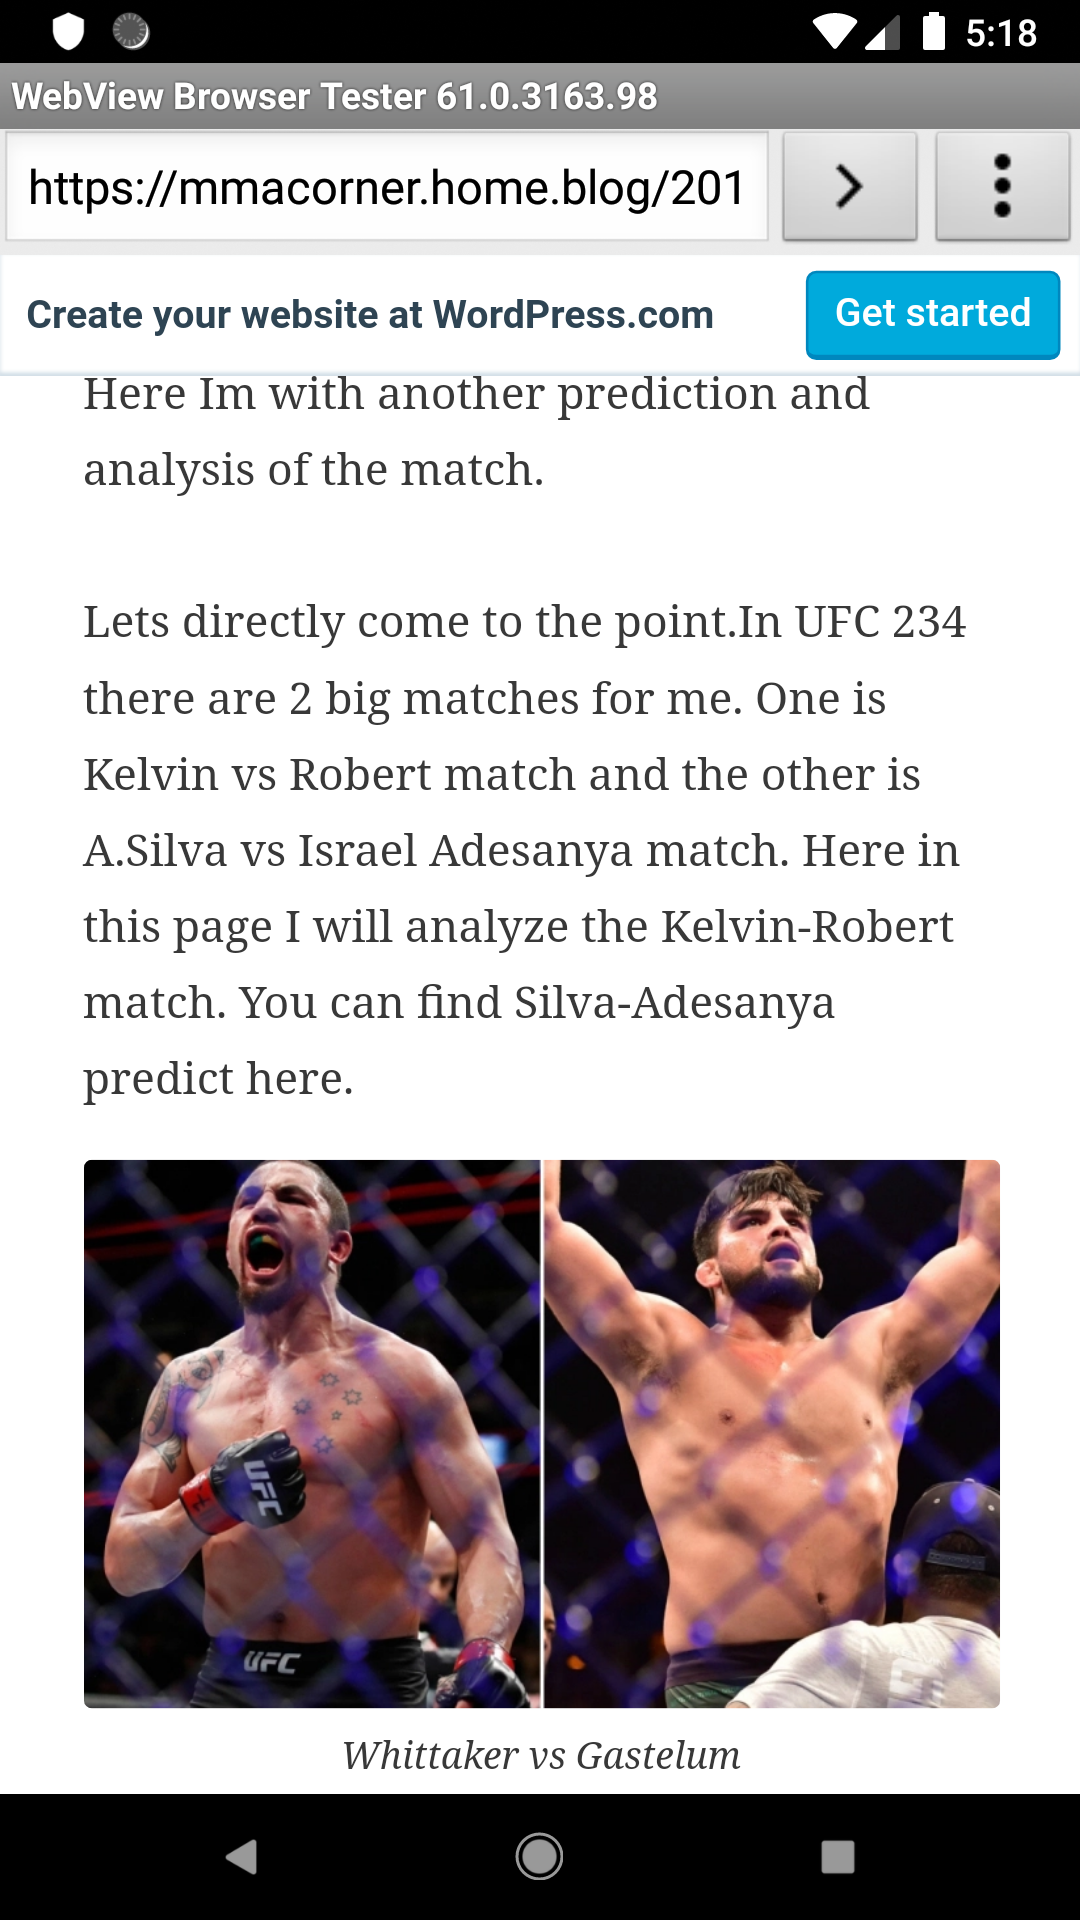 5:18
WebView Browser Tester 61.0.3163.98
https://mmacorner.home.blog/201
Create your website at WordPress.com
Get started
Here Im with another prediction and
analysis of the match.
Lets directly come to the point.In UFC 234
there are 2 big matches for me. One is
Kelvin vs Robert match and the other is
A.Silva vs Israel Adesanya match. Here in
this page I will analyze the Kelvin-Robert
match. You can find Silva-Adesanya
predict here.
UFC
UFC
Whittaker vs Gastelum